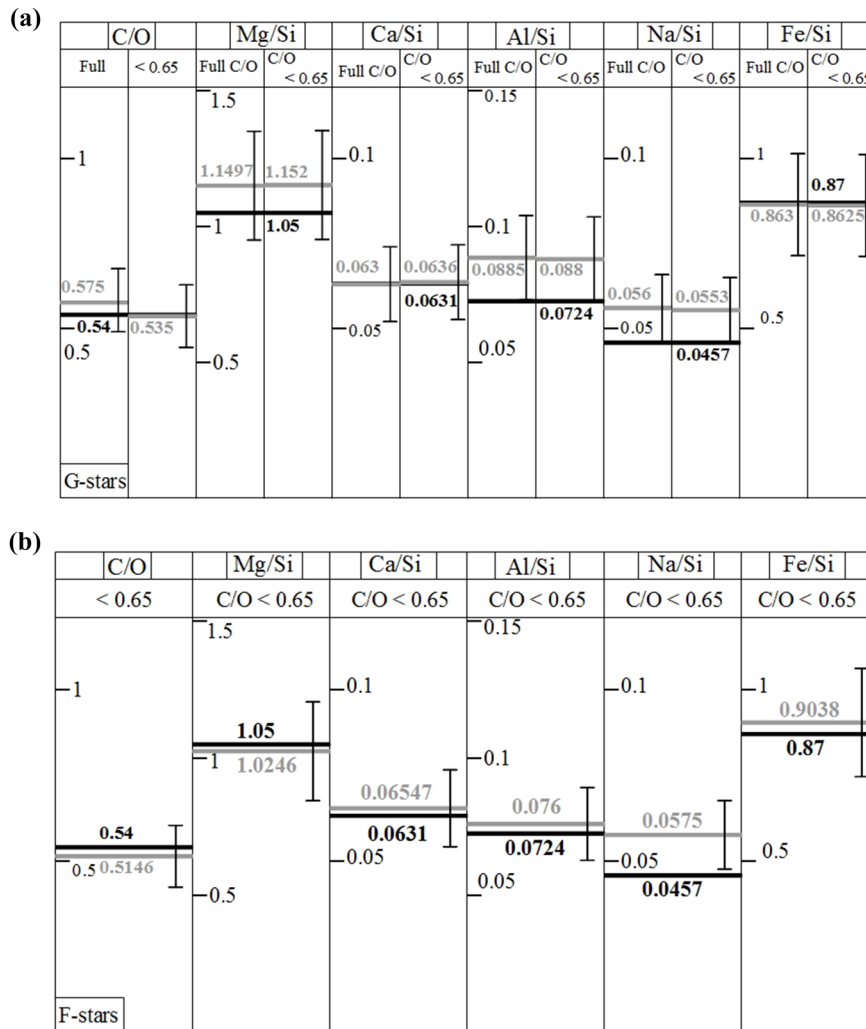 (a)
C/O Mg/Si Ca/Si Al/Si Na/Si Fe/Si
Full < 0.65 Full C/O C/O < 0.65 Full C/O C/O < 0.65 Full C/O C/O < 0.65 Full C/O C/O < 0.65 Full C/O C/O < 0.65
1.5 0.15
1 0.1 0.1 1
1.1497 1.152 0.87
1 1.05 0.1 0.863 0.8625
0.575 0.063 0.0636 0.0885 0.088 0.056 0.0553
0.54 0.535 0.0631 0.0724
0.5 0.05 0.05 0.0457 0.5
0.5 0.05
G-stars
(b)
C/O Mg/Si Ca/Si Al/Si Na/Si Fe/Si
< 0.65 C/O < 0.65 C/O < 0.65 C/O < 0.65 C/O < 0.65 C/O < 0.65
1.5 0.15
1 0.1 0.1 1
1.05 0.9038
1 1.0246 0.1 0.87
0.06547 0.076 0.0575
0.54 0.0631 0.0724
0.5 0.5146 0.05 0.05 0.5
0.5 0.05 0.0457
F-stars